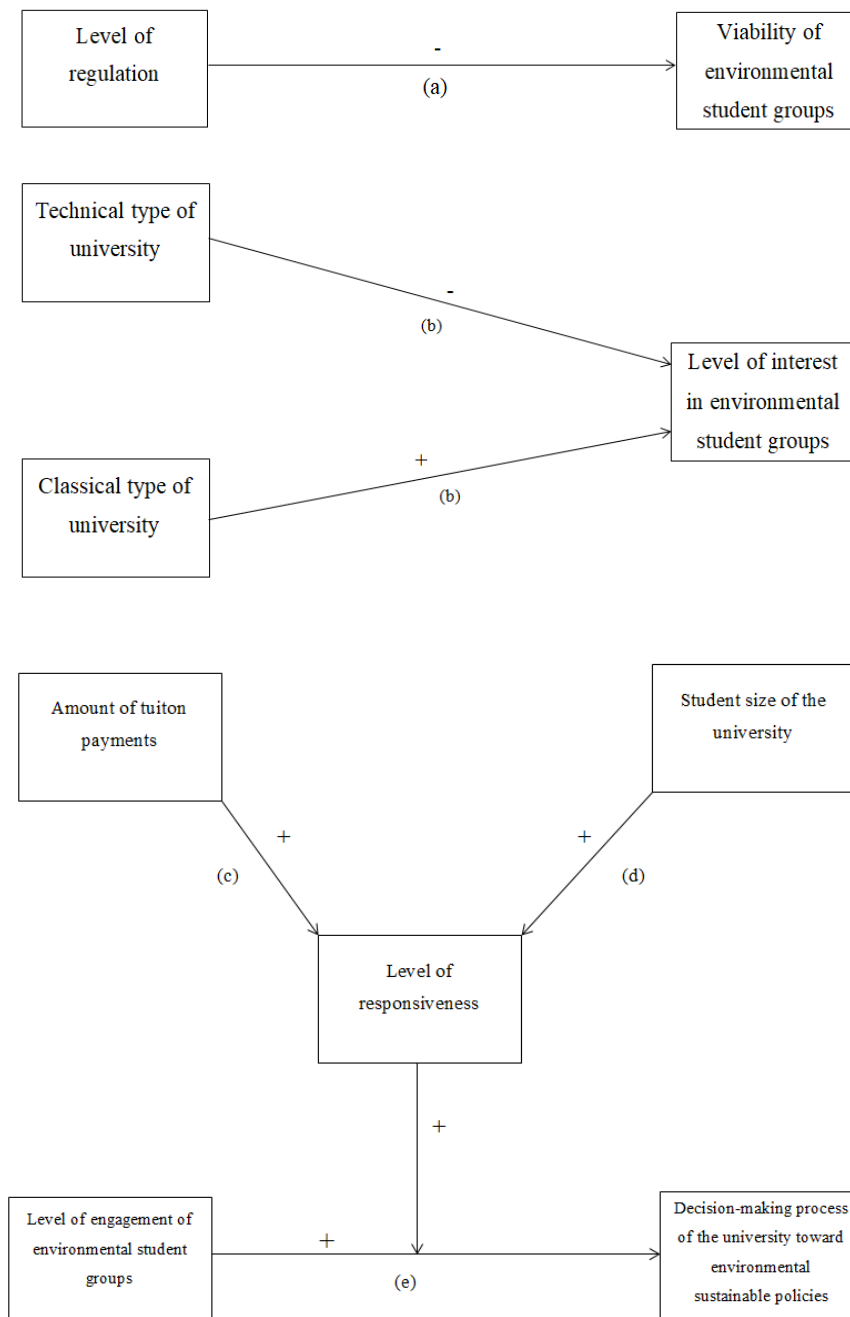 Level of
regulation
-
(a)
Viability of
environmental
student groups
Technical type of
university
-
(b)
Level of interest
in environmental
student groups
+
(b)
Classical type of
university
Amount of tuiton
payments
Student size of the
university
+
(c)
+
(d)
Level of
responsiveness
+
Level of engagement of
environmental student
groups
+
(e)
Decision-making process
of the university toward
environmental
sustainable policies